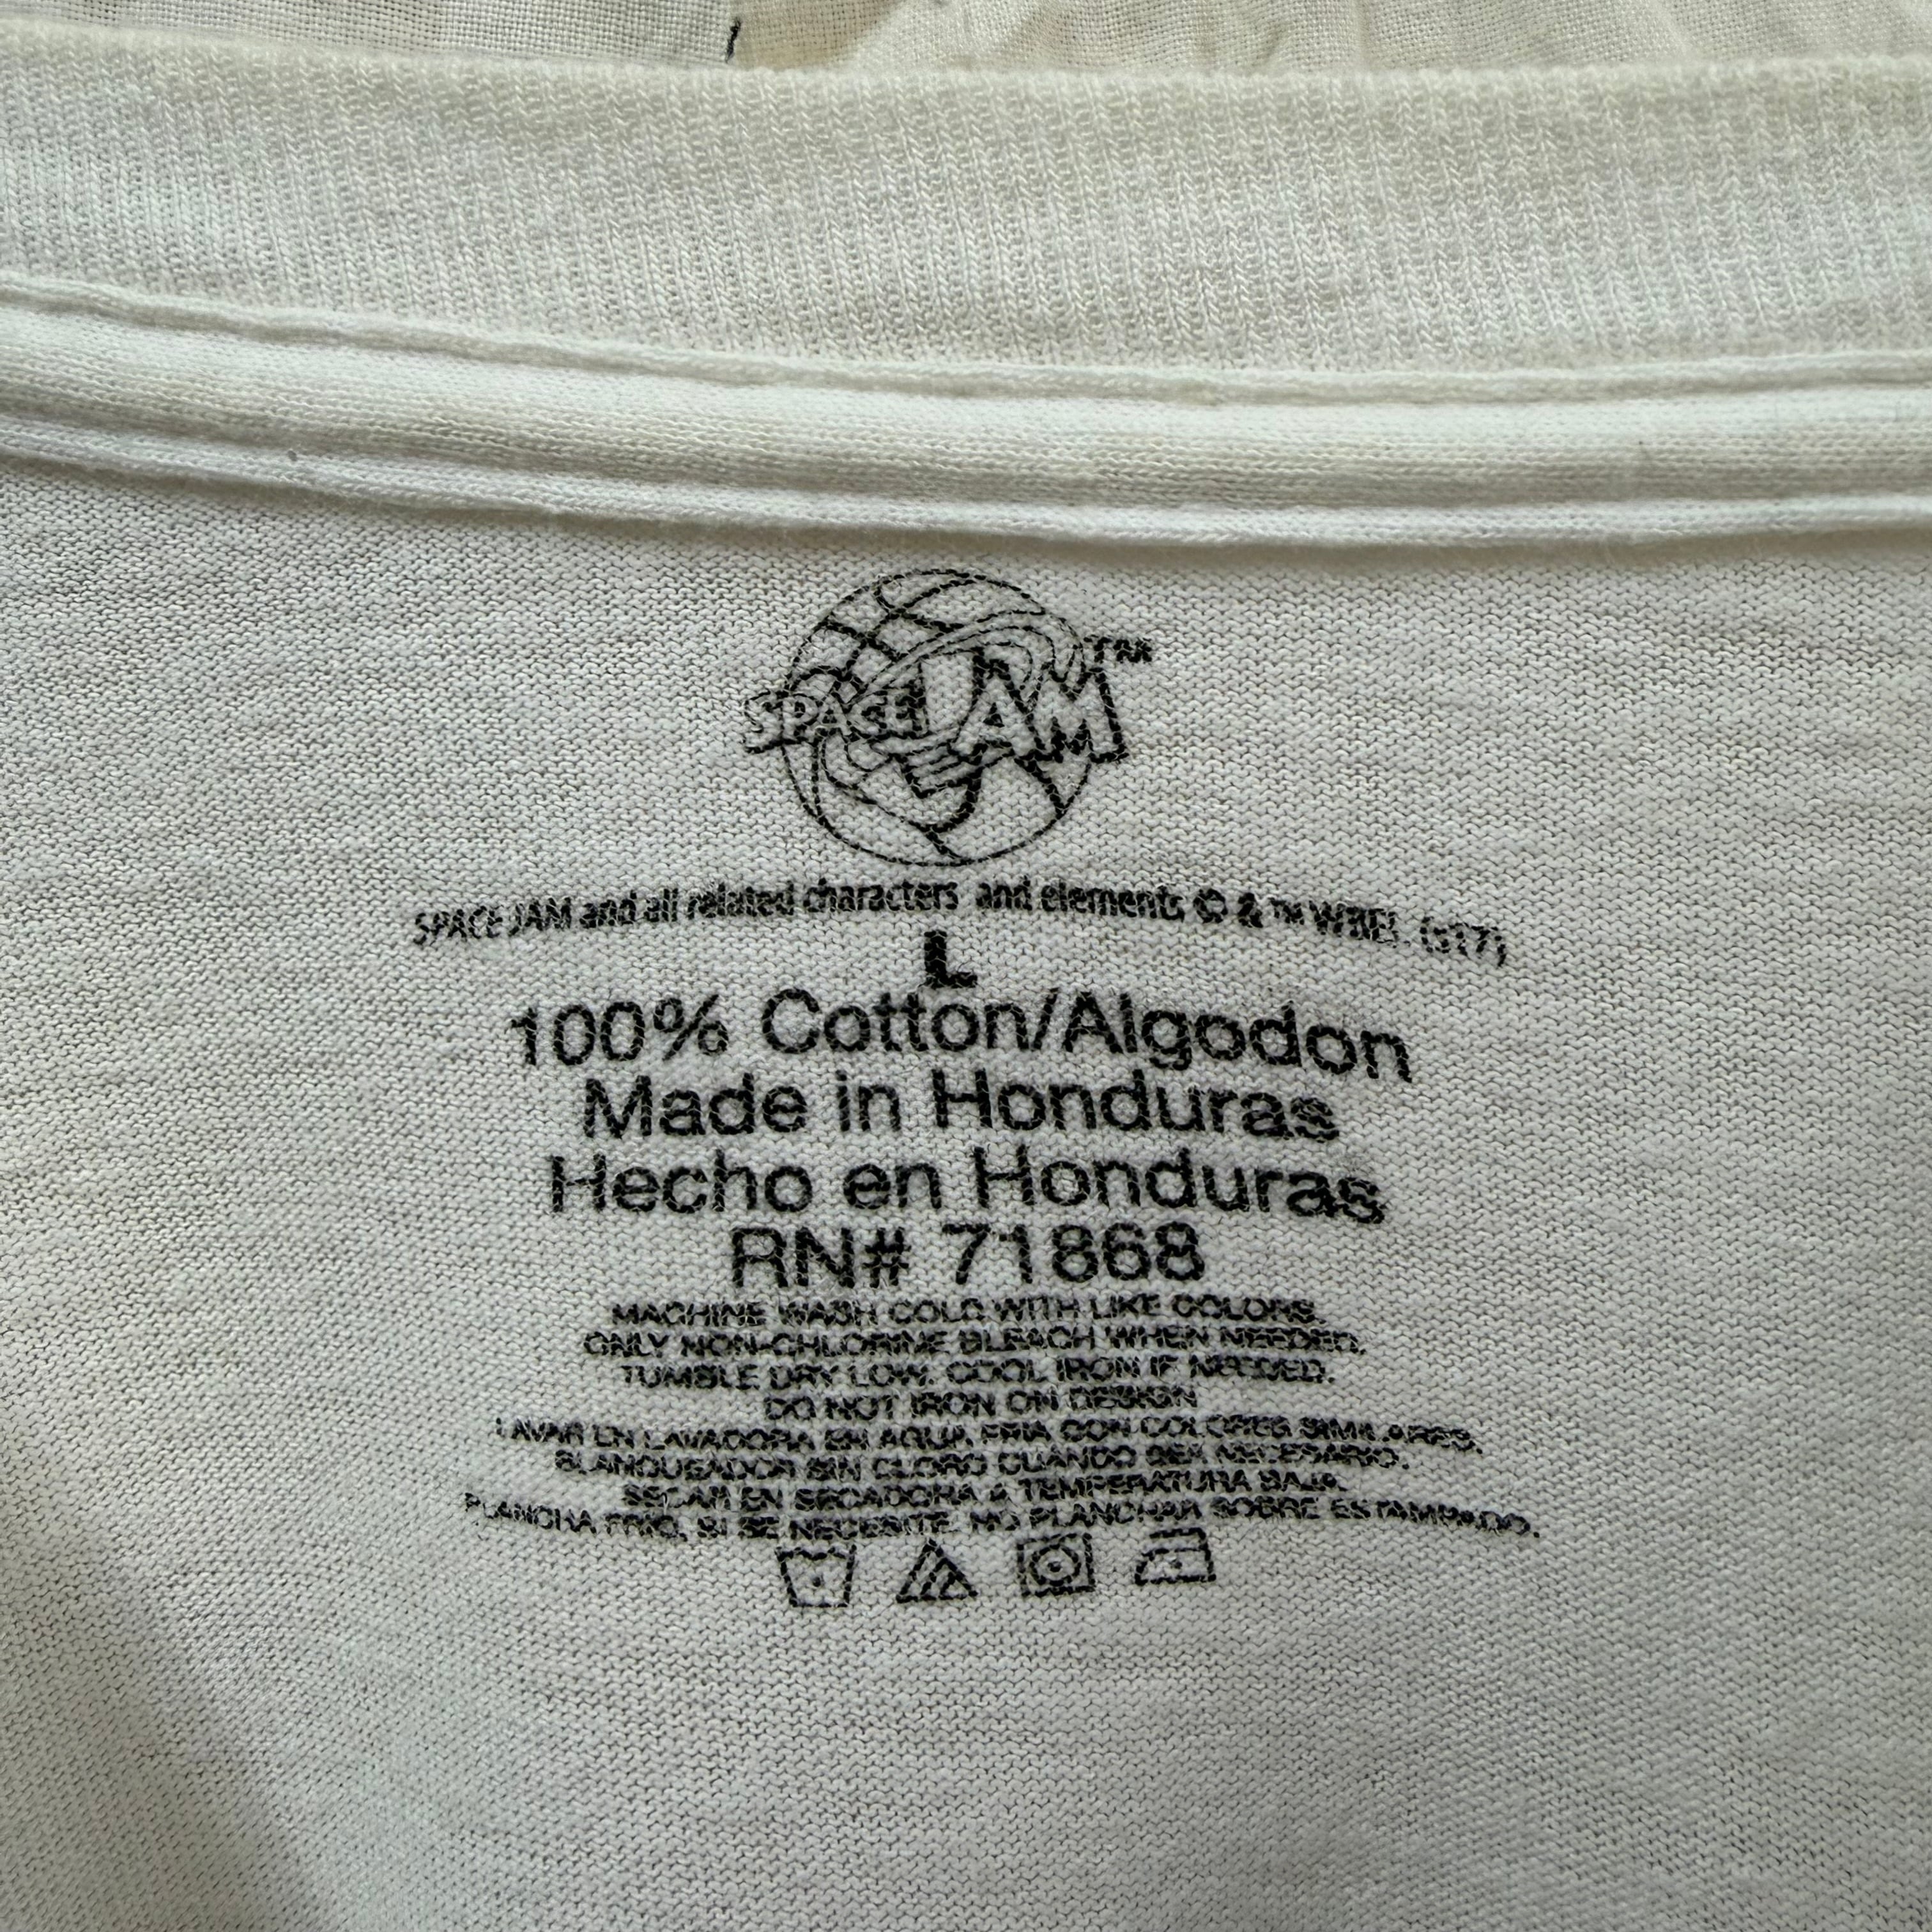 SPACE JAM TM
SPACE JAM and all related characters and elements © & ™ WBEI. (s17)
L
100% Cotton/Algodon
Made in Honduras
Hecho en Honduras
RN# 71868
MACHINE WASH COLD WITH LIKE COLORS.
ONLY NON-CHLORINE BLEACH WHEN NEEDED.
TUMBLE DRY LOW. COOL IRON IF NEEDED.
DO NOT IRON ON DESIGN
LAVAR EN LAVADORA EN AGUA FRIA CON COLORES SIMILARES.
BLANQUEADOR SIN CLORO CUANDO SEA NECESARIO.
SECAR EN SECADORA A TEMPERATURA BAJA.
PLANCHA FRIO, SI SE NECESITE. NO PLANCHAR SOBRE ESTAMPADO.